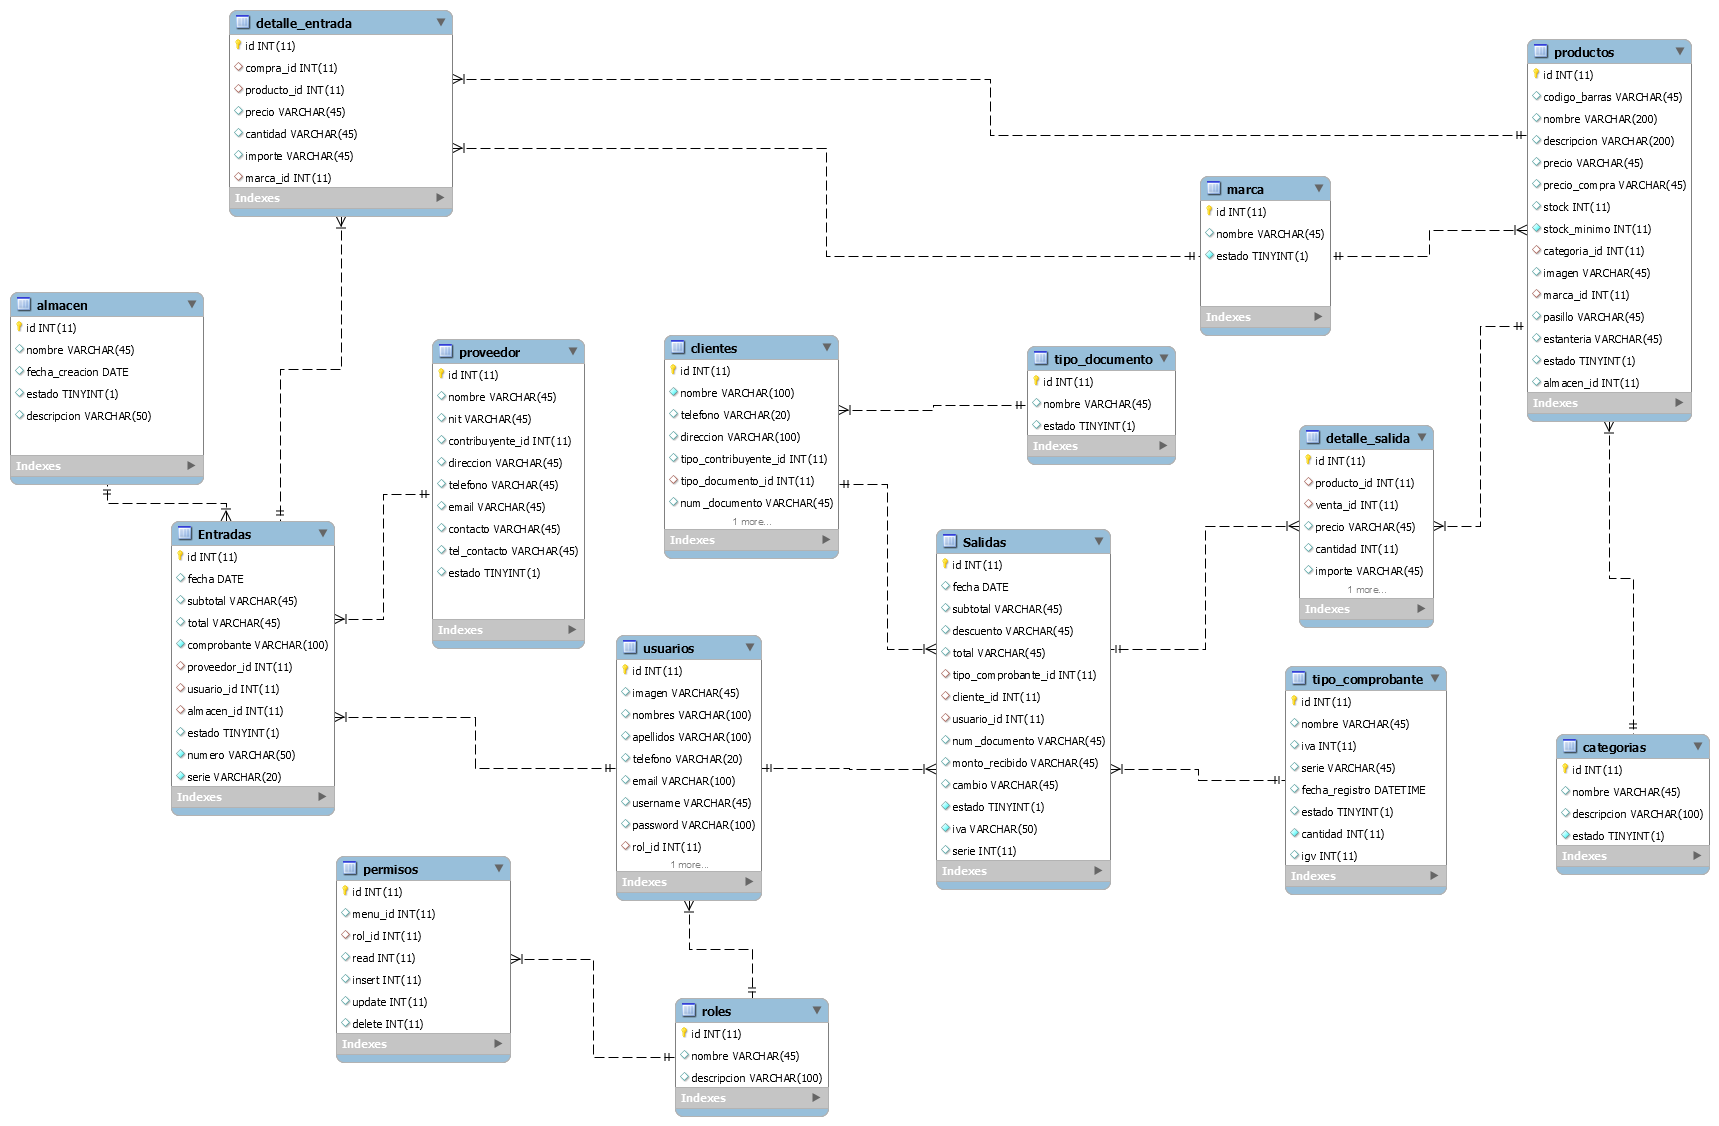 detalle_entrada
id INT(11)
compra_id INT(11)
producto_id INT(11)
precio VARCHAR(45)
cantidad VARCHAR(45)
importe VARCHAR(45)
marca_id INT(11)
Indexes
productos
id INT(11)
codigo_barras VARCHAR(45)
nombre VARCHAR(200)
descripcion VARCHAR(200)
precio VARCHAR(45)
precio_compra VARCHAR(45)
stock INT(11)
stock_minimo INT(11)
categoria_id INT(11)
imagen VARCHAR(45)
marca_id INT(11)
pasillo VARCHAR(45)
estanteria VARCHAR(45)
estado TINYINT(1)
almacen_id INT(11)
Indexes
marca
id INT(11)
nombre VARCHAR(45)
estado TINYINT(1)
Indexes
almacen
id INT(11)
nombre VARCHAR(45)
fecha_creacion DATE
estado TINYINT(1)
descripcion VARCHAR(50)
Indexes
proveedor
id INT(11)
nombre VARCHAR(45)
nit VARCHAR(45)
contribuyente_id INT(11)
direccion VARCHAR(45)
telefono VARCHAR(45)
email VARCHAR(45)
contacto VARCHAR(45)
tel_contacto VARCHAR(45)
estado TINYINT(1)
Indexes
clientes
id INT(11)
nombre VARCHAR(100)
telefono VARCHAR(20)
direccion VARCHAR(100)
tipo_contribuyente_id INT(11)
tipo_documento_id INT(11)
num_documento VARCHAR(45)
1 more...
Indexes
tipo_documento
id INT(11)
nombre VARCHAR(45)
estado TINYINT(1)
Indexes
detalle_salida
id INT(11)
producto_id INT(11)
venta_id INT(11)
precio VARCHAR(45)
cantidad INT(11)
importe VARCHAR(45)
1 more...
Indexes
Entradas
id INT(11)
fecha DATE
subtotal VARCHAR(45)
total VARCHAR(45)
comprobante VARCHAR(100)
proveedor_id INT(11)
usuario_id INT(11)
almacen_id INT(11)
estado TINYINT(1)
numero VARCHAR(50)
serie VARCHAR(20)
Indexes
Salidas
id INT(11)
fecha DATE
subtotal VARCHAR(45)
descuento VARCHAR(45)
total VARCHAR(45)
tipo_comprobante_id INT(11)
cliente_id INT(11)
usuario_id INT(11)
num_documento VARCHAR(45)
monto_recibido VARCHAR(45)
cambio VARCHAR(45)
estado TINYINT(1)
iva VARCHAR(50)
serie INT(11)
Indexes
usuarios
id INT(11)
imagen VARCHAR(45)
nombres VARCHAR(100)
apellidos VARCHAR(100)
telefono VARCHAR(20)
email VARCHAR(100)
username VARCHAR(45)
password VARCHAR(100)
rol_id INT(11)
1 more...
Indexes
tipo_comprobante
id INT(11)
nombre VARCHAR(45)
iva INT(11)
serie VARCHAR(45)
fecha_registro DATETIME
estado TINYINT(1)
cantidad INT(11)
igv INT(11)
Indexes
categorias
id INT(11)
nombre VARCHAR(45)
descripcion VARCHAR(100)
estado TINYINT(1)
Indexes
permisos
id INT(11)
menu_id INT(11)
rol_id INT(11)
read INT(11)
insert INT(11)
update INT(11)
delete INT(11)
Indexes
roles
id INT(11)
nombre VARCHAR(45)
descripcion VARCHAR(100)
Indexes